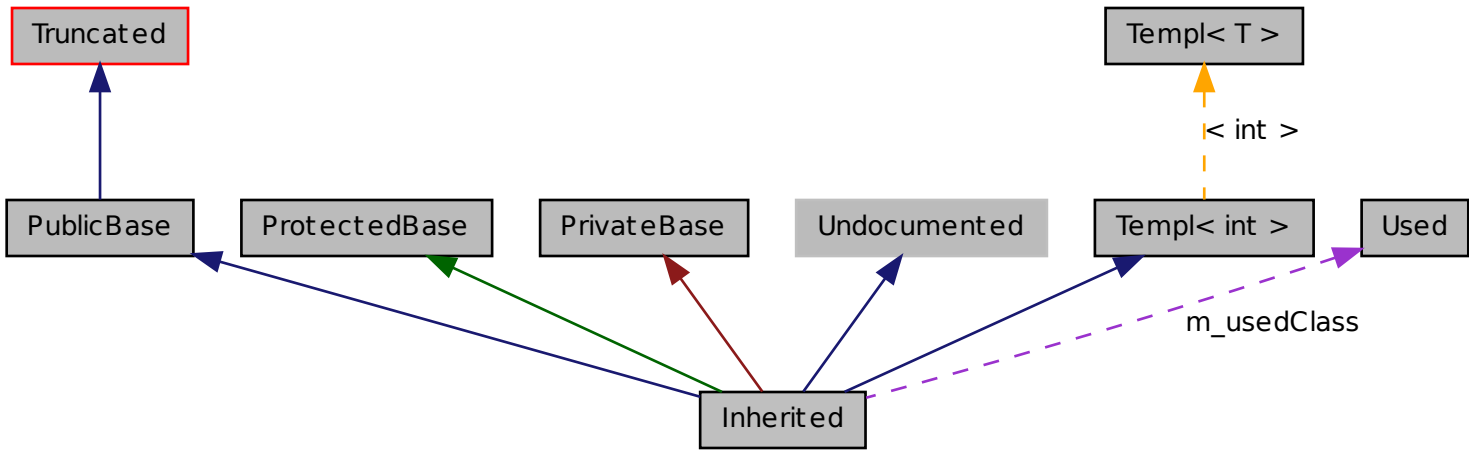 Truncated
Templ< T >
< int >
PublicBase
ProtectedBase
PrivateBase
Undocumented
Templ< int >
Used
m_usedClass
Inherited